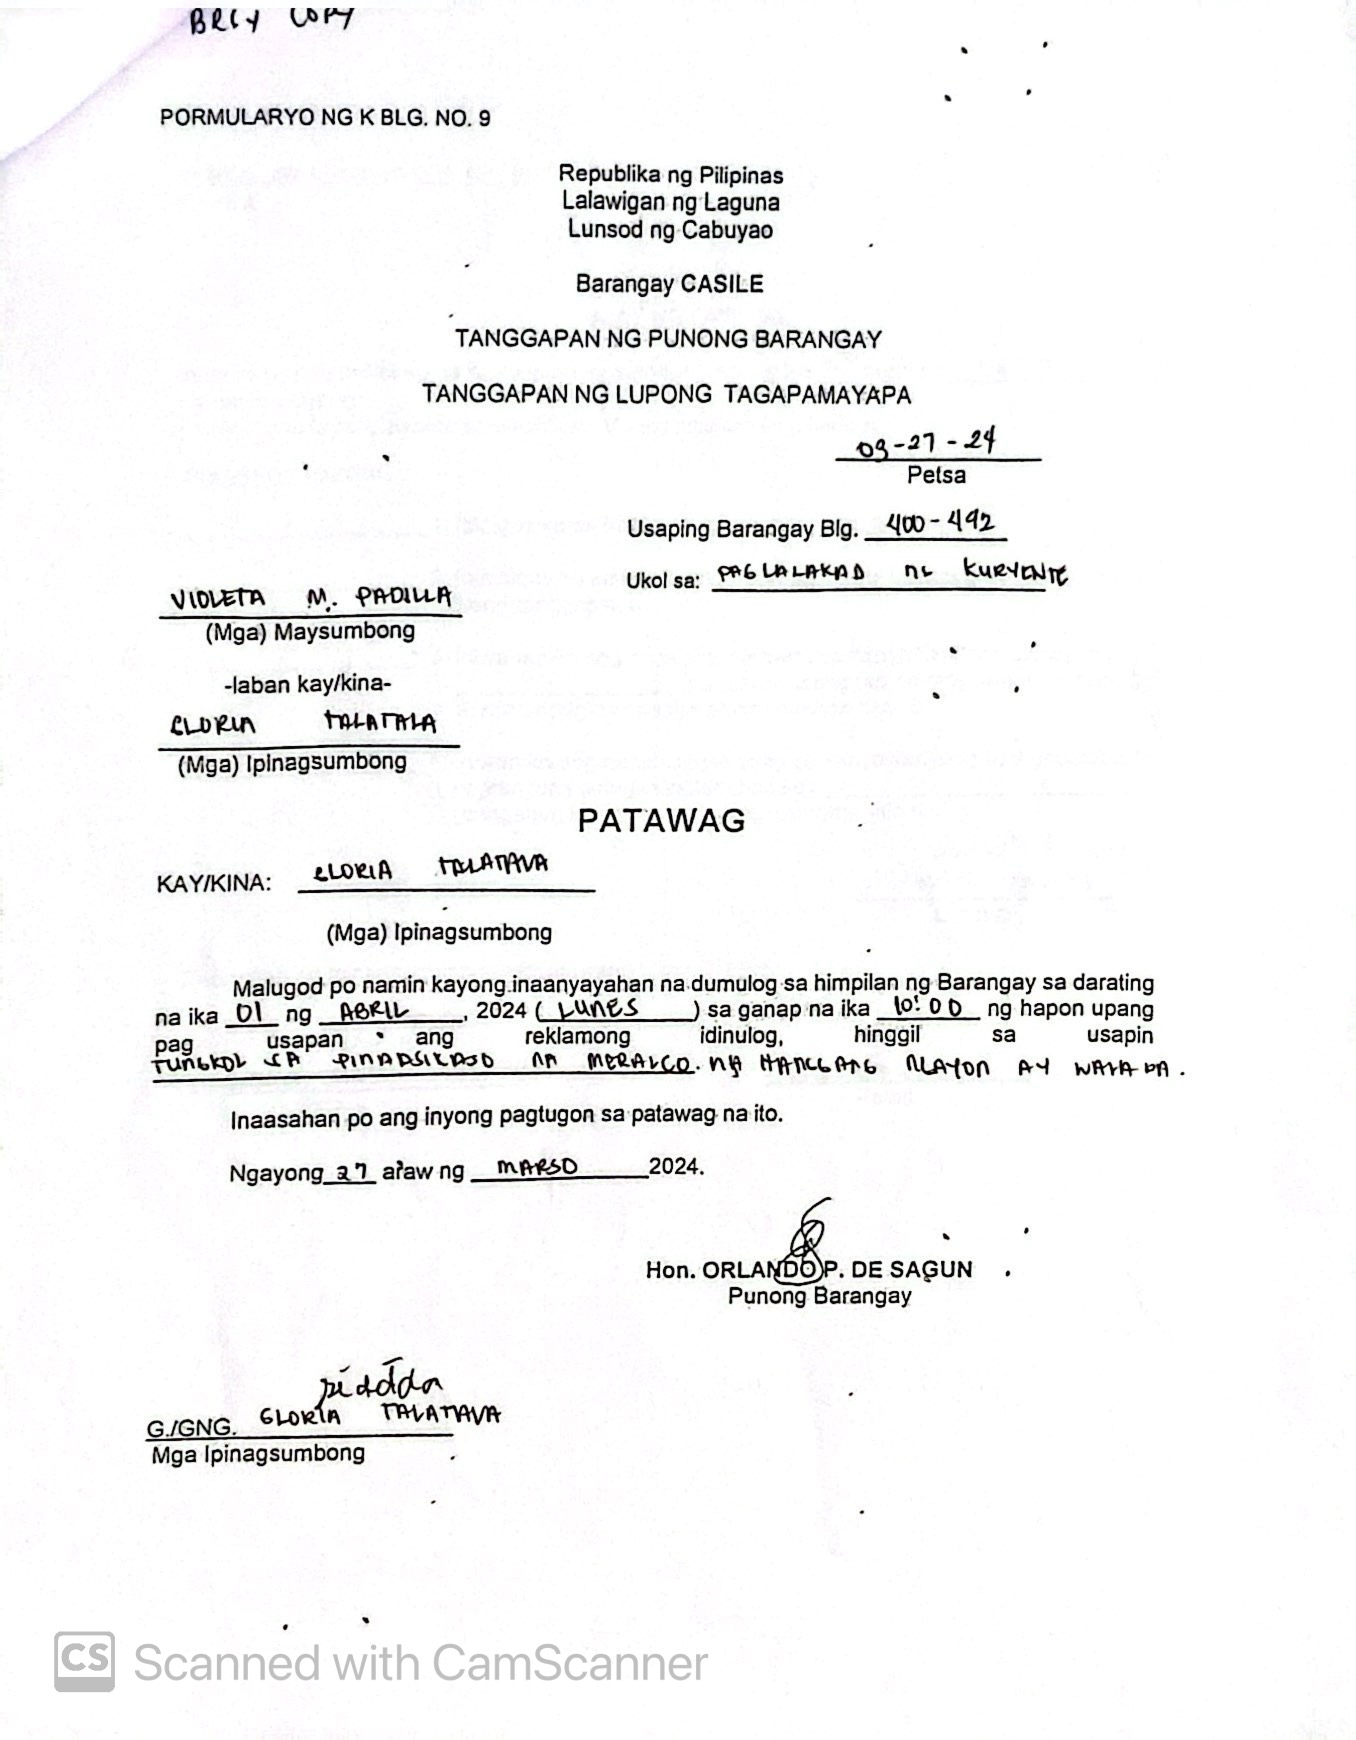 BRGY COPY
PORMULARYO NG K BLG. NO. 9
Republika ng Pilipinas
Lalawigan ng Laguna
Lunsod ng Cabuyao
Barangay CASILE
TANGGAPAN NG PUNONG BARANGAY
TANGGAPAN NG LUPONG TAGAPAMAYAPA
03-27-24
Petsa
Usaping Barangay Blg. 400-492
Ukol sa: PAGLALAKAD NG KURYENTE
VIOLETA M. PADILLA
(Mga) Maysumbong
-laban kay/kina-
GLORIA TALATALA
(Mga) Ipinagsumbong
PATAWAG
KAY/KINA: GLORIA TALATAVA
(Mga) Ipinagsumbong
Malugod po namin kayong inaanyayahan na dumulog sa himpilan ng Barangay sa darating
na ika 01 ng ABRIL, 2024 ( LUNES ) sa ganap na ika 10:00 ng hapon upang
pag usapan ang reklamong idinulog, hinggil sa usapin
TUNGKOL SA PINAASIKASO NA MERALCO. NA HANGGANG NGAYON AY WALA PA.
Inaasahan po ang inyong pagtugon sa patawag na ito.
Ngayong 27 araw ng MARSO 2024.
Hon. ORLANDO P. DE SAGUN
Punong Barangay
G./GNG. GLORIA TALATAVA
Mga Ipinagsumbong
CS Scanned with CamScanner